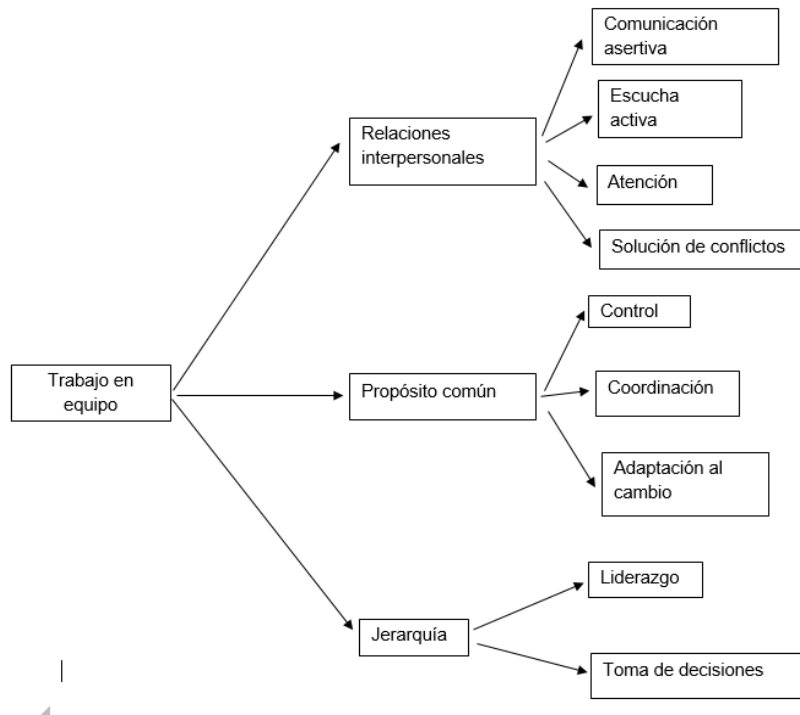 Comunicación
asertiva
Escucha
activa
Relaciones
interpersonales
Atención
Solución de conflictos
Control
Trabajo en
equipo
Propósito común
Coordinación
Adaptación al
cambio
Liderazgo
Jerarquía
Toma de decisiones